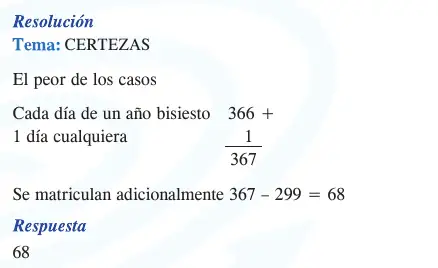 Resolución
Tema: CERTEZAS
El peor de los casos
Cada día de un año bisiesto 366 +
1 día cualquiera 1
367
Se matriculan adicionalmente 367 – 299 = 68
Respuesta
68